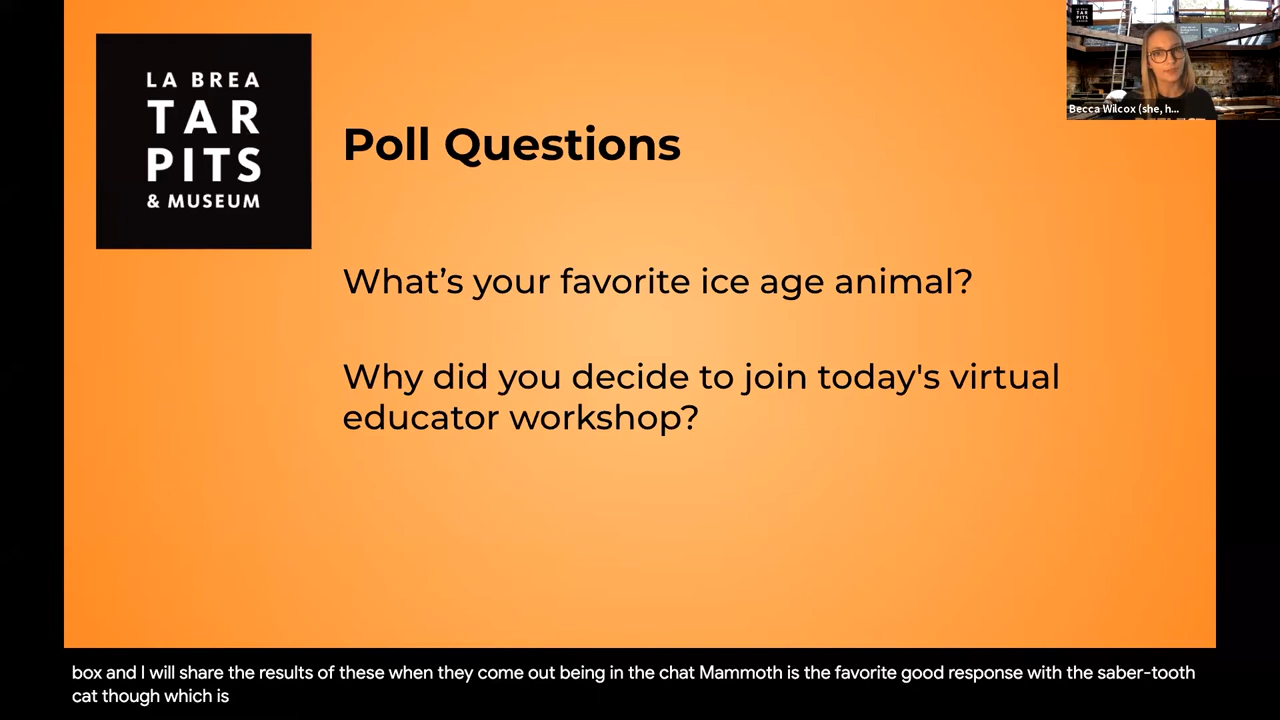 LA BREA
TAR
PITS
& MUSEUM
Poll Questions
What’s your favorite ice age animal?
Why did you decide to join today's virtual
educator workshop?
TAR
PITS
Becca Wilcox (she, h...
box and I will share the results of these when they come out being in the chat Mammoth is the favorite good response with the saber-tooth
cat though which is